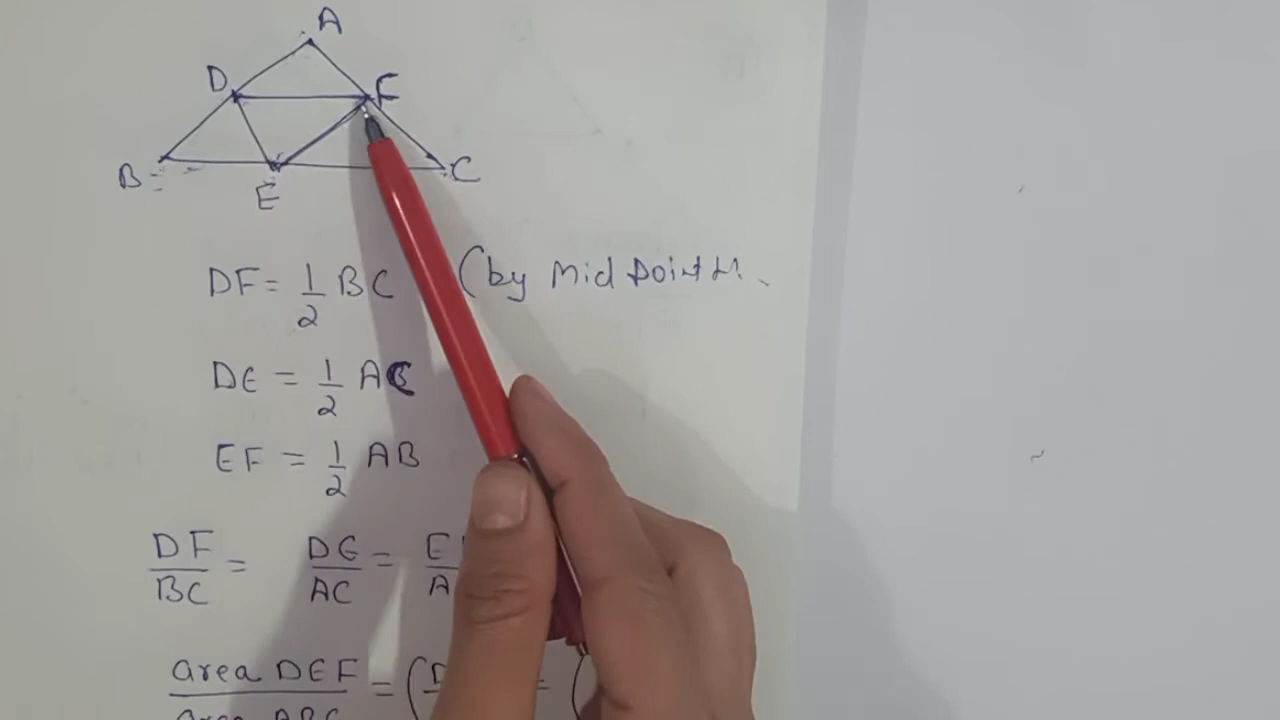 A
D F
B E C
DF = 1/2 BC (by Mid point
DE = 1/2 AC
EF = 1/2 AB
DF/BC = DE/AC = E
area DEF = (D =